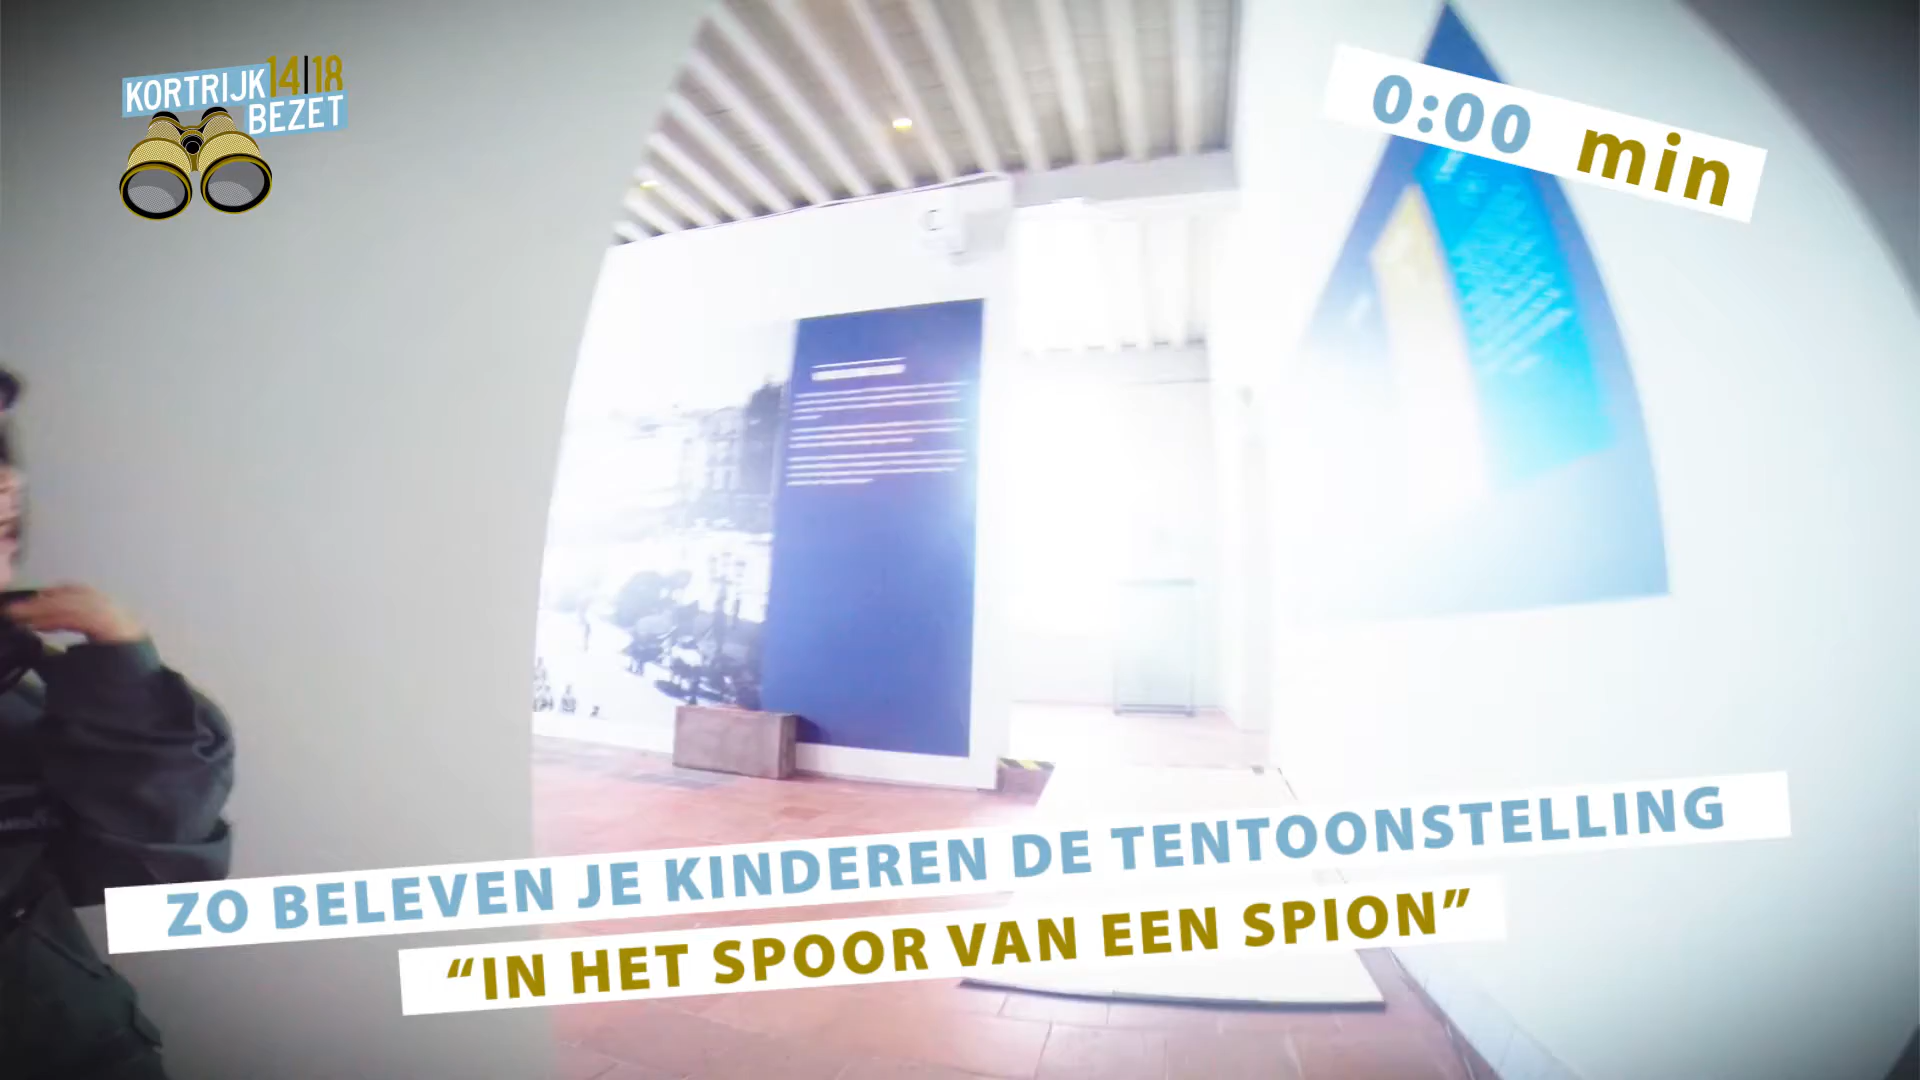 KORTRIJK 14|18
BEZET
0:00 min
ZO BELEVEN JE KINDEREN DE TENTOONSTELLING
“IN HET SPOOR VAN EEN SPION”